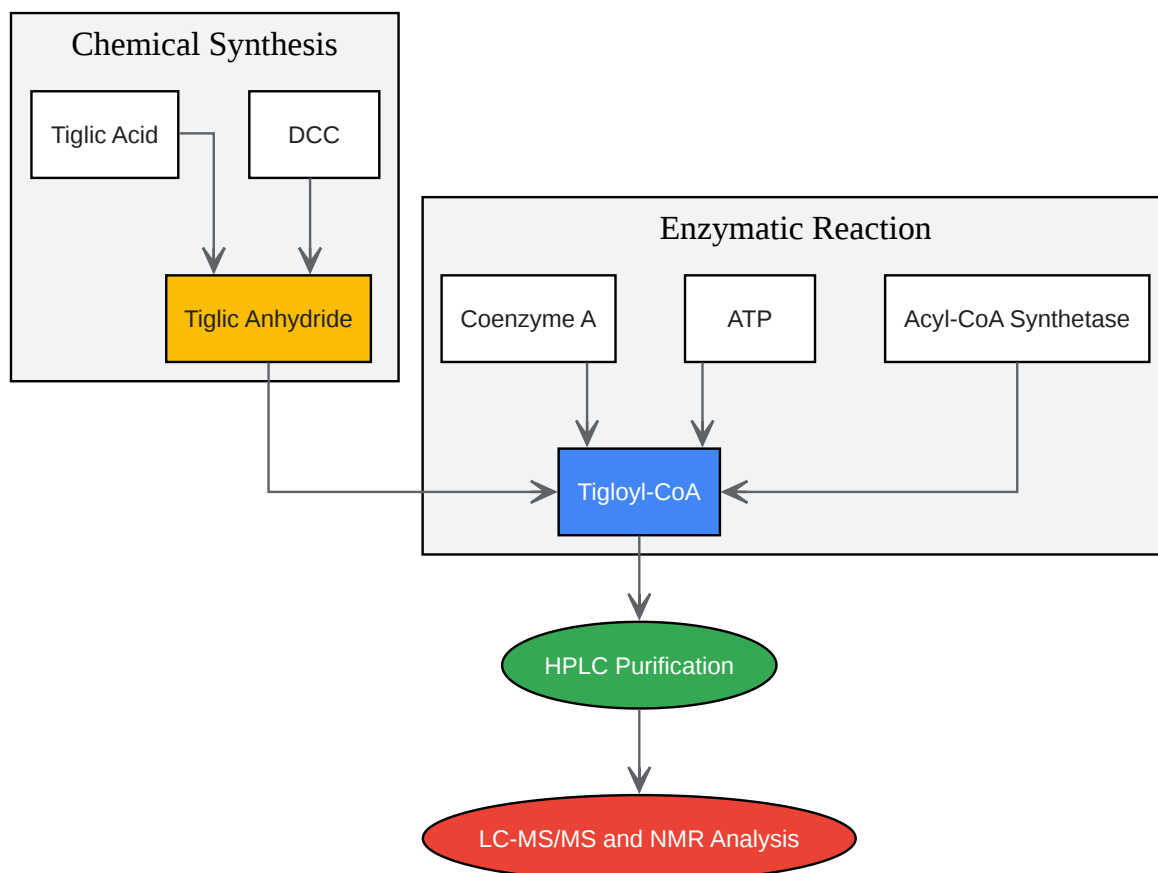 Chemical Synthesis
Tiglic Acid
DCC
Tiglic Anhydride
Enzymatic Reaction
Coenzyme A
ATP
Acyl-CoA Synthetase
Tigloyl-CoA
HPLC Purification
LC-MS/MS and NMR Analysis